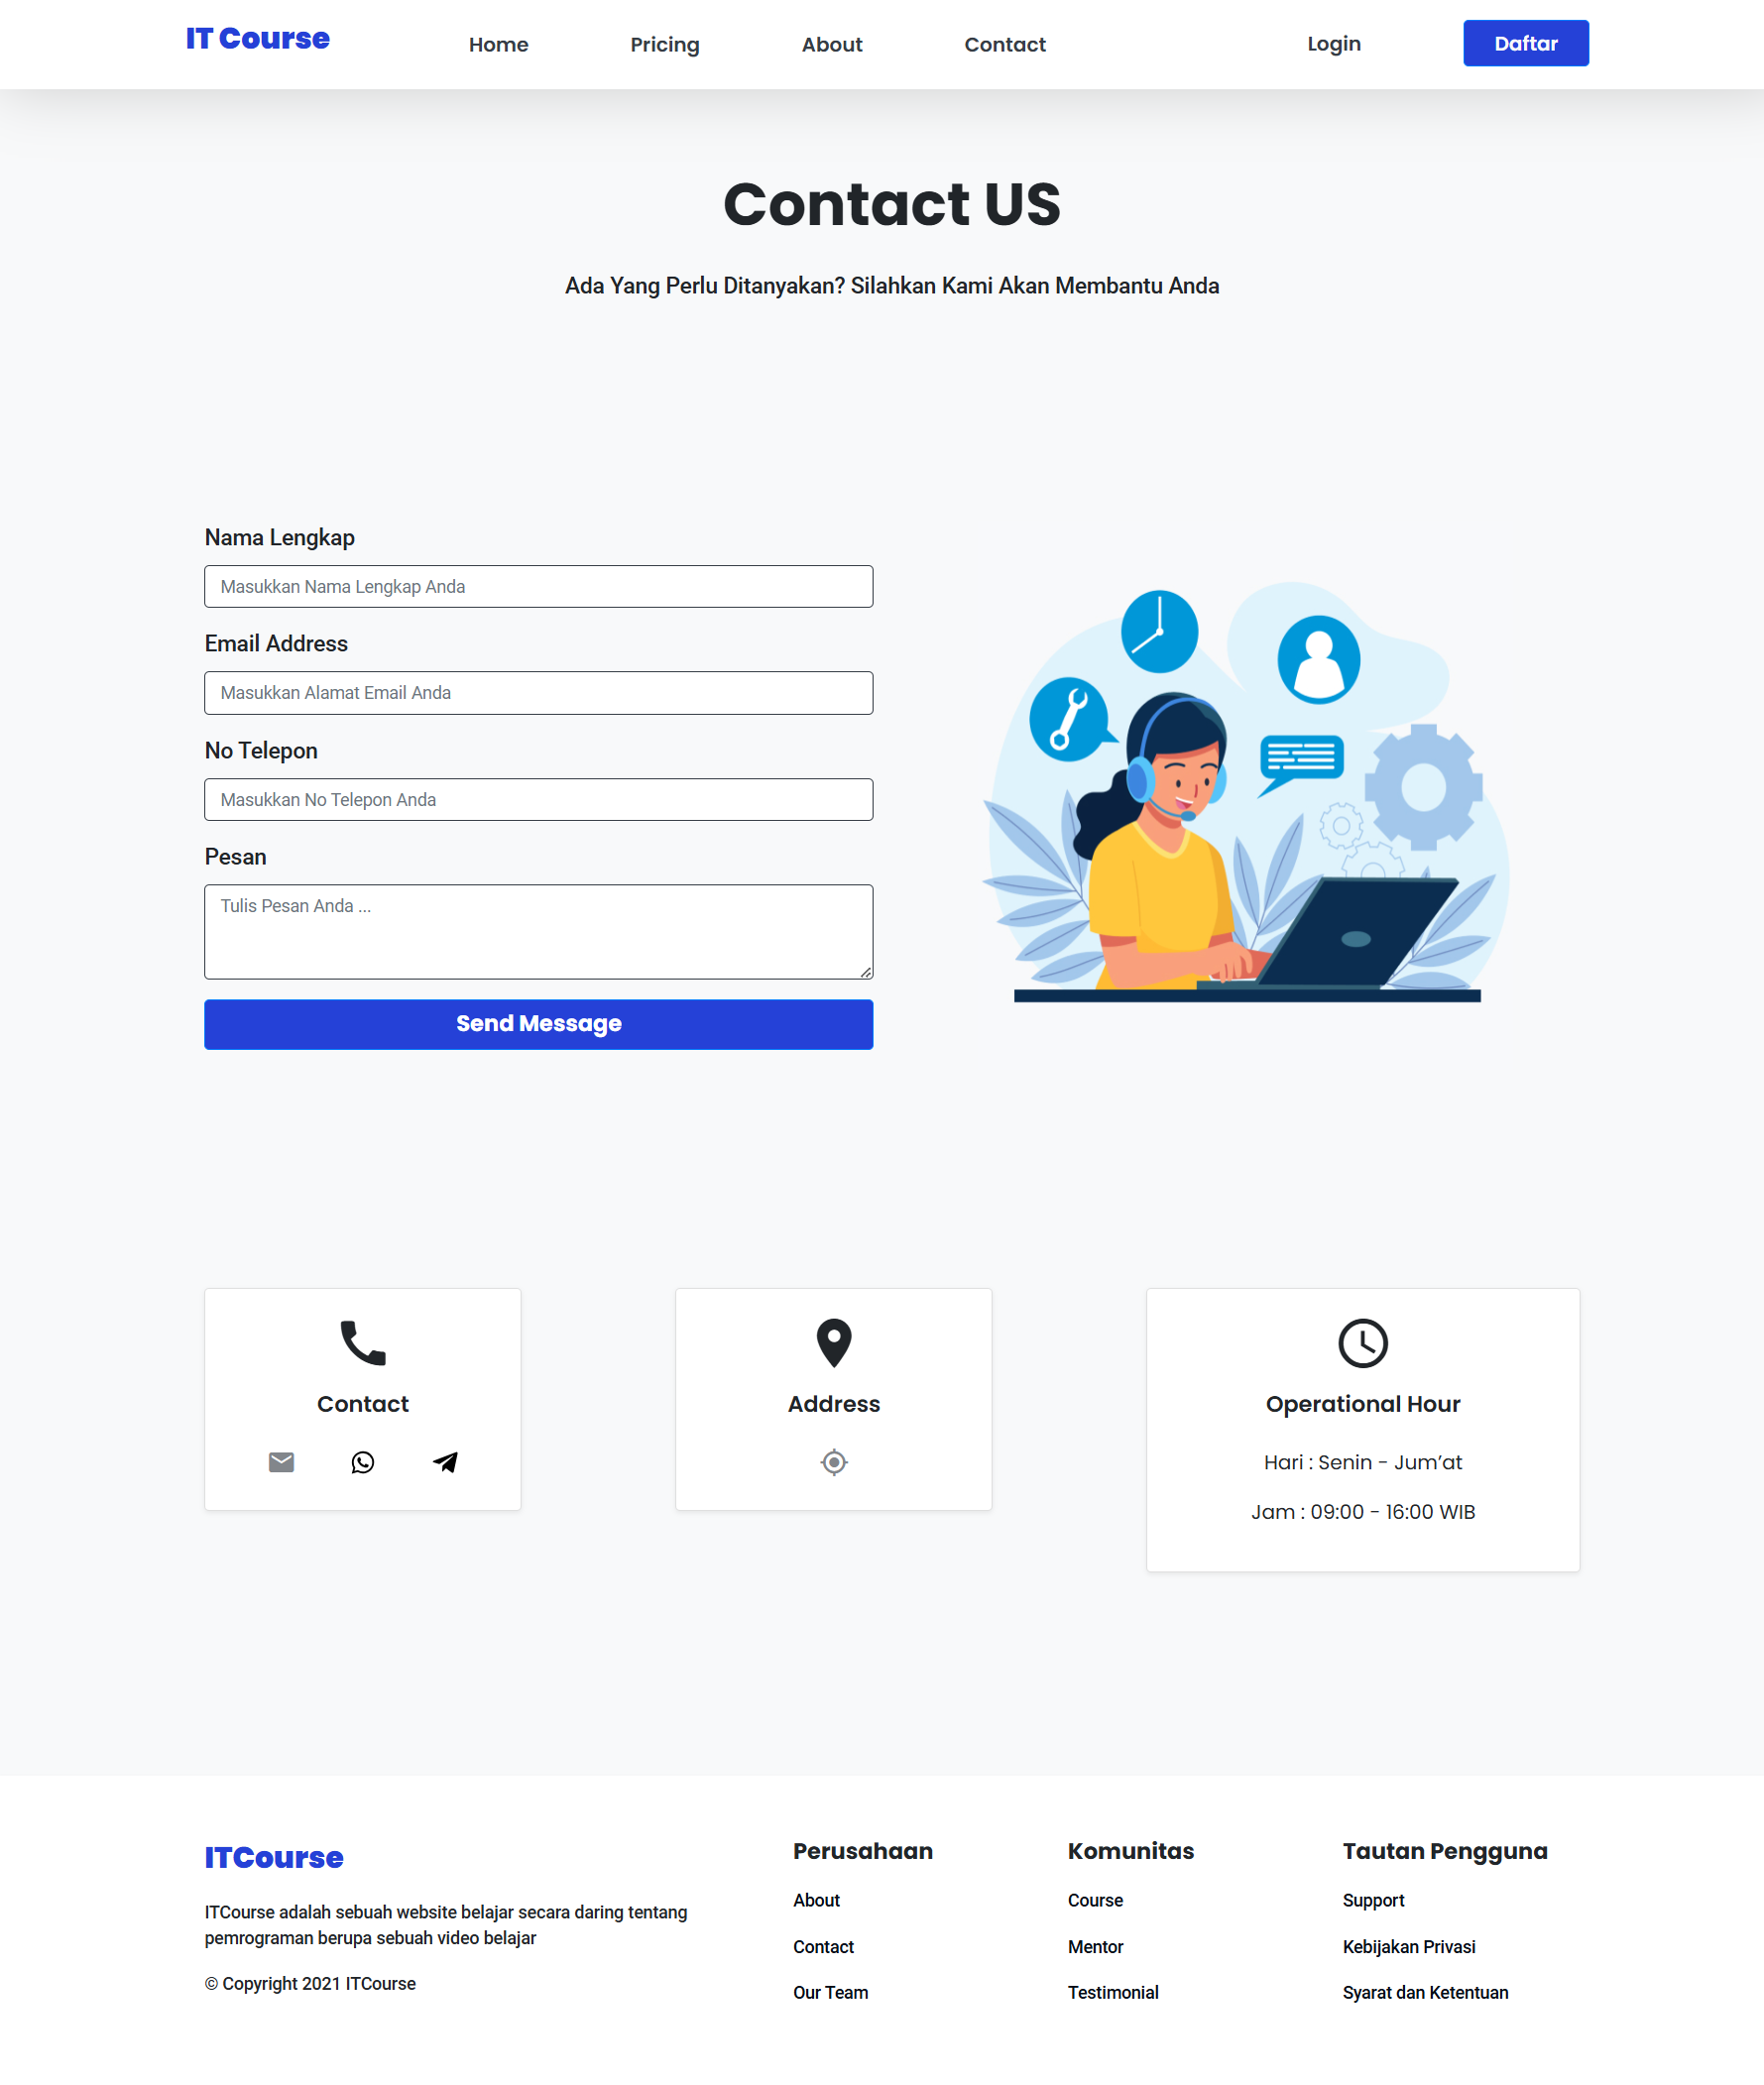 IT Course
Home
Pricing
About
Contact
Login
Daftar
Contact US
Ada Yang Perlu Ditanyakan? Silahkan Kami Akan Membantu Anda
Nama Lengkap
Masukkan Nama Lengkap Anda
Email Address
Masukkan Alamat Email Anda
No Telepon
Masukkan No Telepon Anda
Pesan
Tulis Pesan Anda ...
Send Message
Contact
Address
Operational Hour
Hari : Senin - Jum’at
Jam : 09:00 - 16:00 WIB
ITCourse
ITCourse adalah sebuah website belajar secara daring tentang
pemrograman berupa sebuah video belajar
© Copyright 2021 ITCourse
Perusahaan
About
Contact
Our Team
Komunitas
Course
Mentor
Testimonial
Tautan Pengguna
Support
Kebijakan Privasi
Syarat dan Ketentuan